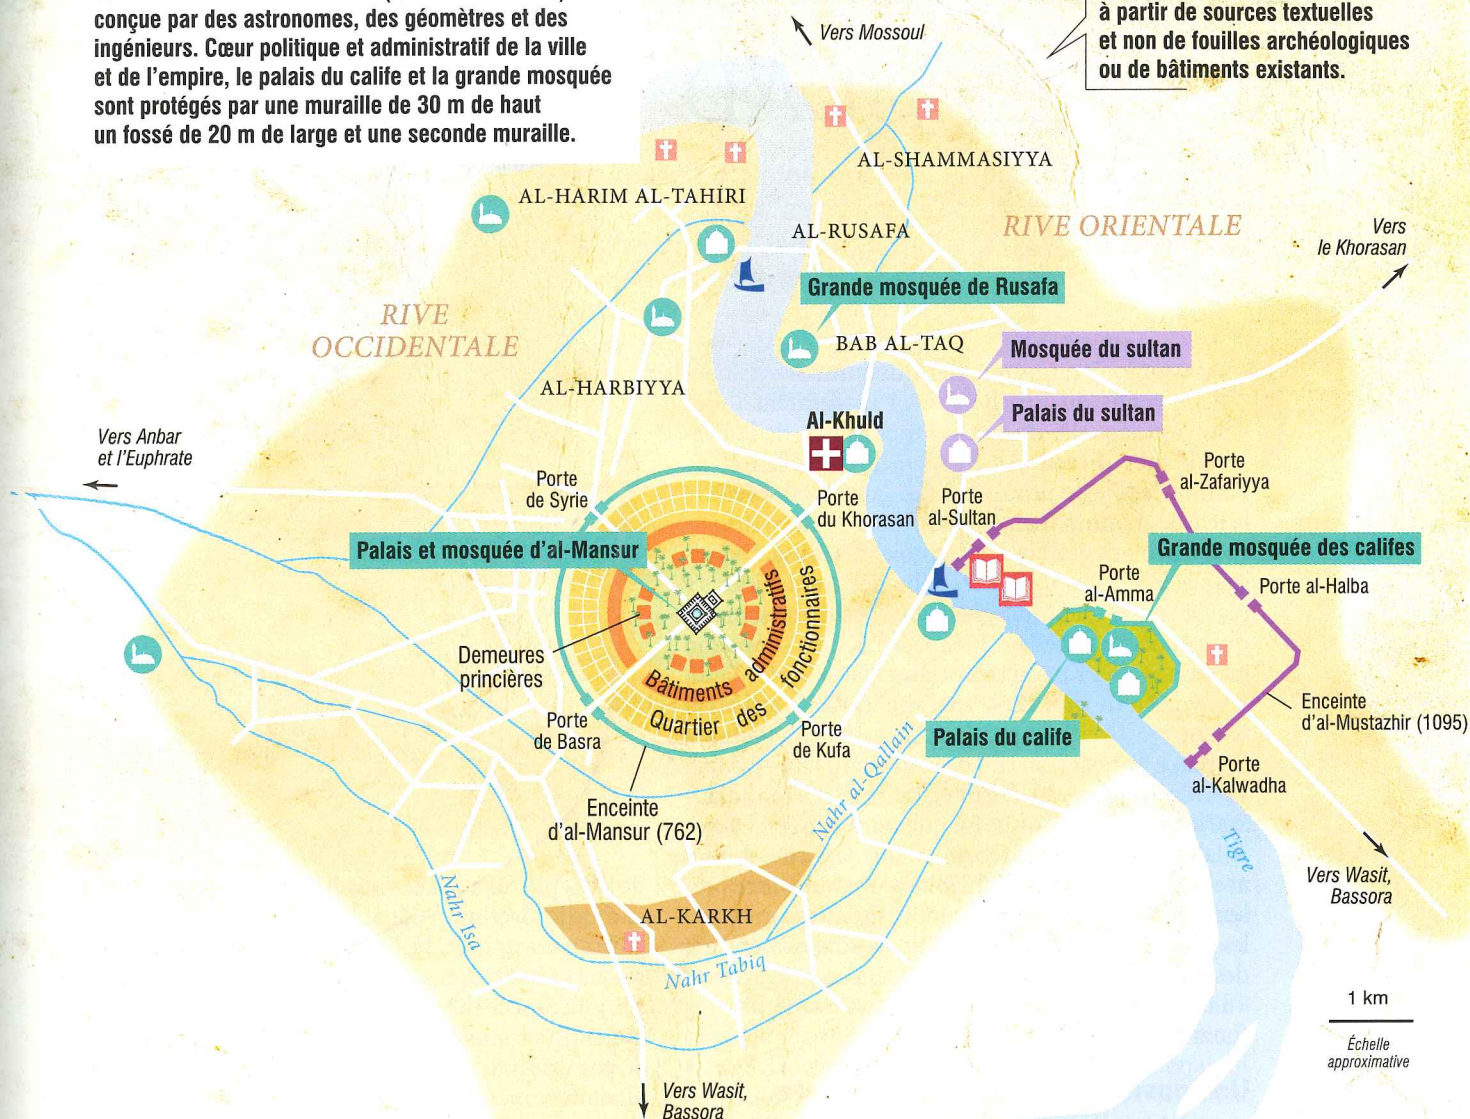 conçue par des astronomes, des géomètres et des
ingénieurs. Cœur politique et administratif de la ville
et de l'empire, le palais du calife et la grande mosquée
sont protégés par une muraille de 30 m de haut
un fossé de 20 m de large et une seconde muraille.
à partir de sources textuelles
et non de fouilles archéologiques
ou de bâtiments existants.
Vers Mossoul
AL-SHAMMASIYYA
AL-HARIM AL-TAHIRI
AL-RUSAFA
RIVE ORIENTALE
Vers
le Khorasan
Grande mosquée de Rusafa
RIVE
OCCIDENTALE
BAB AL-TAQ
Mosquée du sultan
AL-HARBIYYA
Palais du sultan
Al-Khuld
Vers Anbar
et l'Euphrate
Porte
de Syrie
Porte
du Khorasan
Porte
al-Sultan
Porte
al-Zafariyya
Palais et mosquée d'al-Mansur
Grande mosquée des califes
Porte
al-Amma
Porte al-Halba
Demeures
princières
Bâtiments administratifs
Quartier des fonctionnaires
Porte
de Basra
Porte
de Kufa
Palais du calife
Enceinte
d'al-Mustazhir (1095)
Porte
al-Kalwadha
Enceinte
d'al-Mansur (762)
Nahr al-Qallain
Tigre
Nahr Isa
AL-KARKH
Nahr Tabiq
Vers Wasit,
Bassora
1 km
Échelle
approximative
Vers Wasit,
Bassora